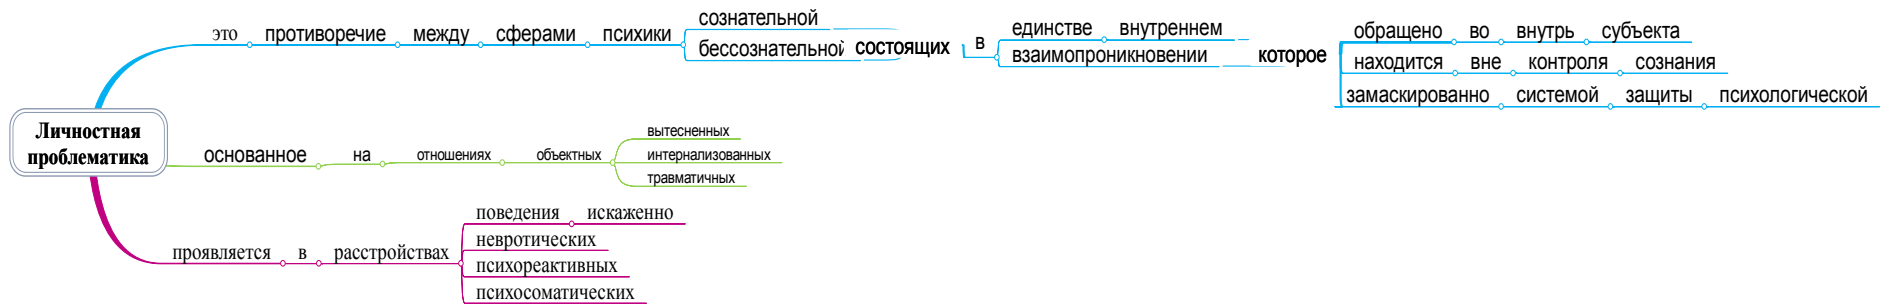 Личностная
проблематика
это противоречие между сферами психики
сознательной
бессознательной
состоящих в
единстве внутреннем
взаимопроникновении
которое
обращено во внутрь субъекта
находится вне контроля сознания
замаскированно системой защиты психологической
основанное на отношениях объектных
вытесненных
интернализованных
травматичных
проявляется в расстройствах
поведения искаженно
невротических
психореактивных
психосоматических